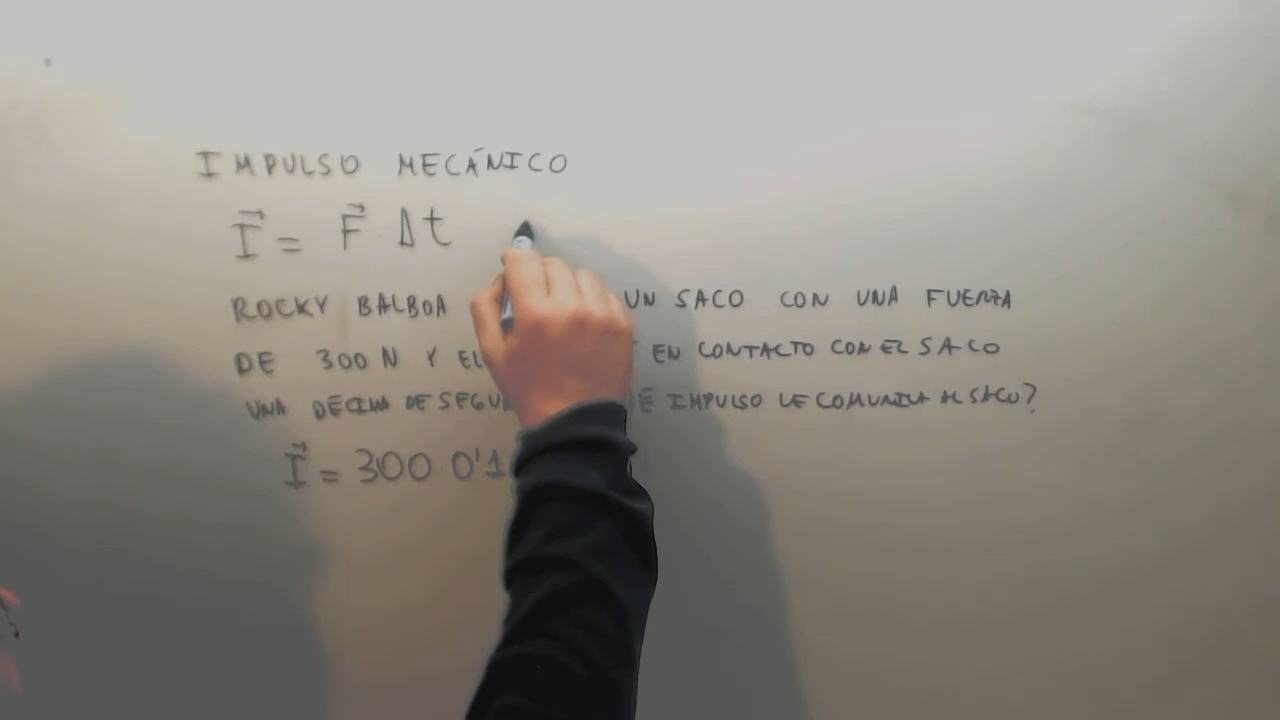 IMPULSO MECÁNICO
I⃗ = F⃗ · Δt
ROCKY BALBOA UN SACO CON UNA FUERZA
DE 300 N Y EL EN CONTACTO CON EL SACO
UNA DÉCIMA DE IMPULSO LE COMUNICA AL SACO?
I⃗ = 300 · 0'1